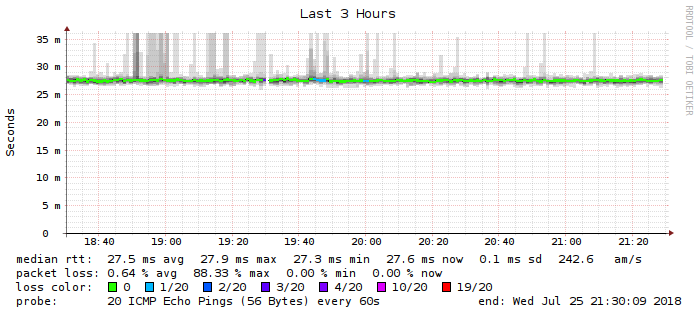 Last 3 Hours
RRDTOOL / TOBI OETIKER
Seconds
35 m
30 m
25 m
20 m
15 m
10 m
5 m
0
18:40 19:00 19:20 19:40 20:00 20:20 20:40 21:00 21:20
median rtt: 27.5 ms avg 27.9 ms max 27.3 ms min 27.6 ms now 0.1 ms sd 242.6 am/s
packet loss: 0.64 % avg 88.33 % max 0.00 % min 0.00 % now
loss color: 0 1/20 2/20 3/20 4/20 10/20 19/20
probe: 20 ICMP Echo Pings (56 Bytes) every 60s end: Wed Jul 25 21:30:09 2018